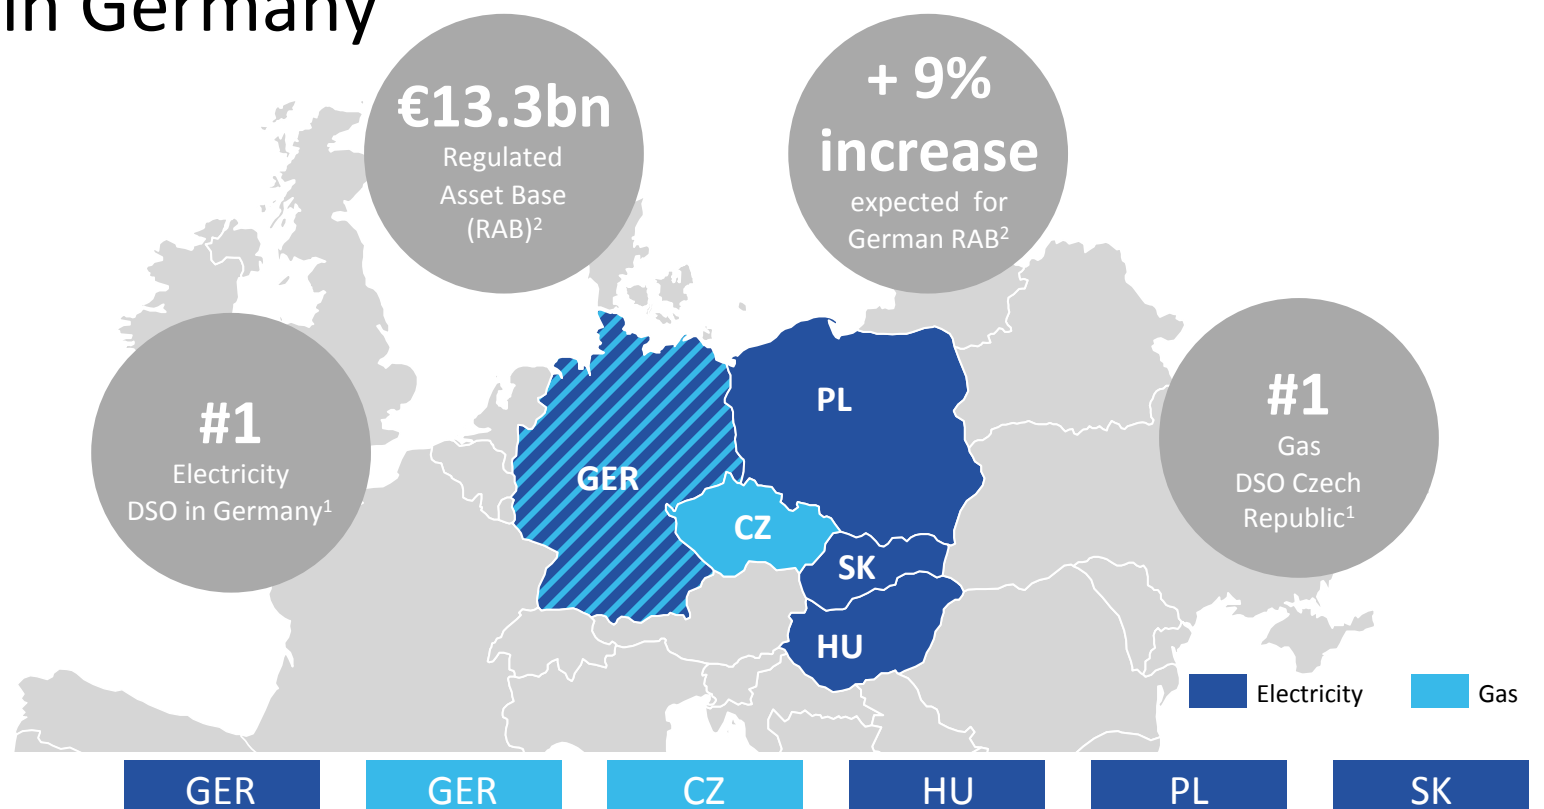 in Germany
€13.3bn
Regulated
Asset Base
(RAB)²
+ 9%
increase
expected for
German RAB²
#1
Electricity
DSO in Germany¹
#1
Gas
DSO Czech
Republic¹
PL
GER
CZ
SK
HU
Electricity
Gas
GER
GER
CZ
HU
PL
SK